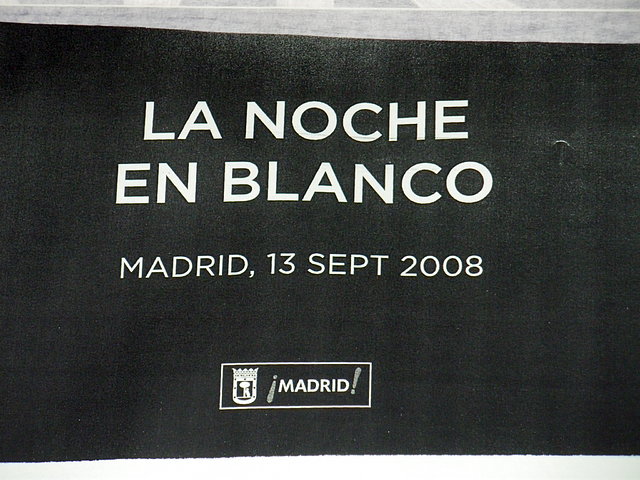 LA NOCHE
EN BLANCO
MADRID, 13 SEPT 2008
¡MADRID!